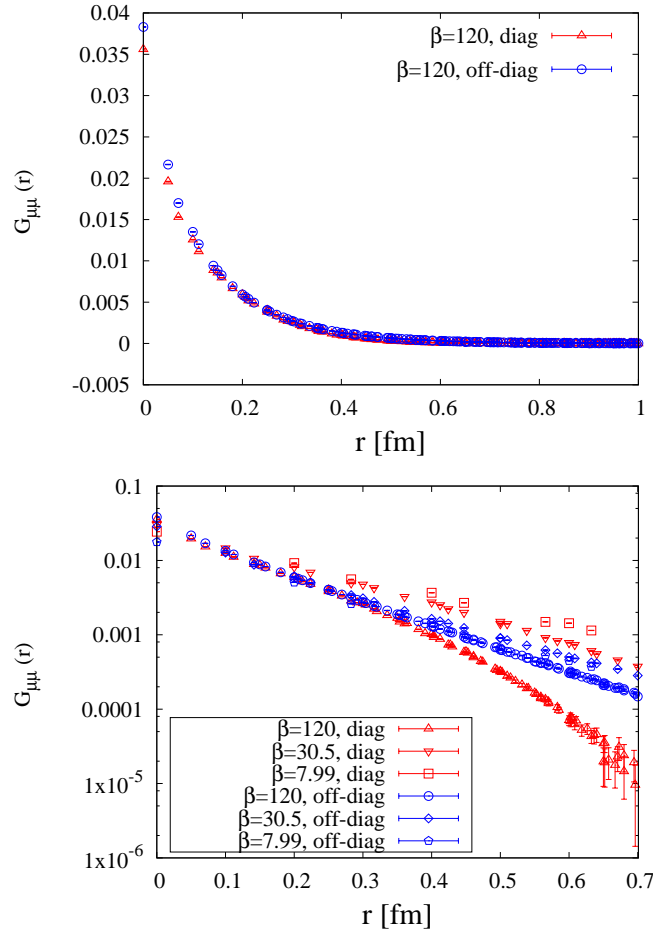 0.04
0.035
0.03
0.025
0.02
0.015
0.01
0.005
0
-0.005
G_μμ (r)
β=120, diag
β=120, off-diag
0 0.2 0.4 0.6 0.8 1
r [fm]
0.1
0.01
0.001
0.0001
1x10^-5
1x10^-6
G_μμ (r)
β=120, diag
β=30.5, diag
β=7.99, diag
β=120, off-diag
β=30.5, off-diag
β=7.99, off-diag
0 0.1 0.2 0.3 0.4 0.5 0.6 0.7
r [fm]